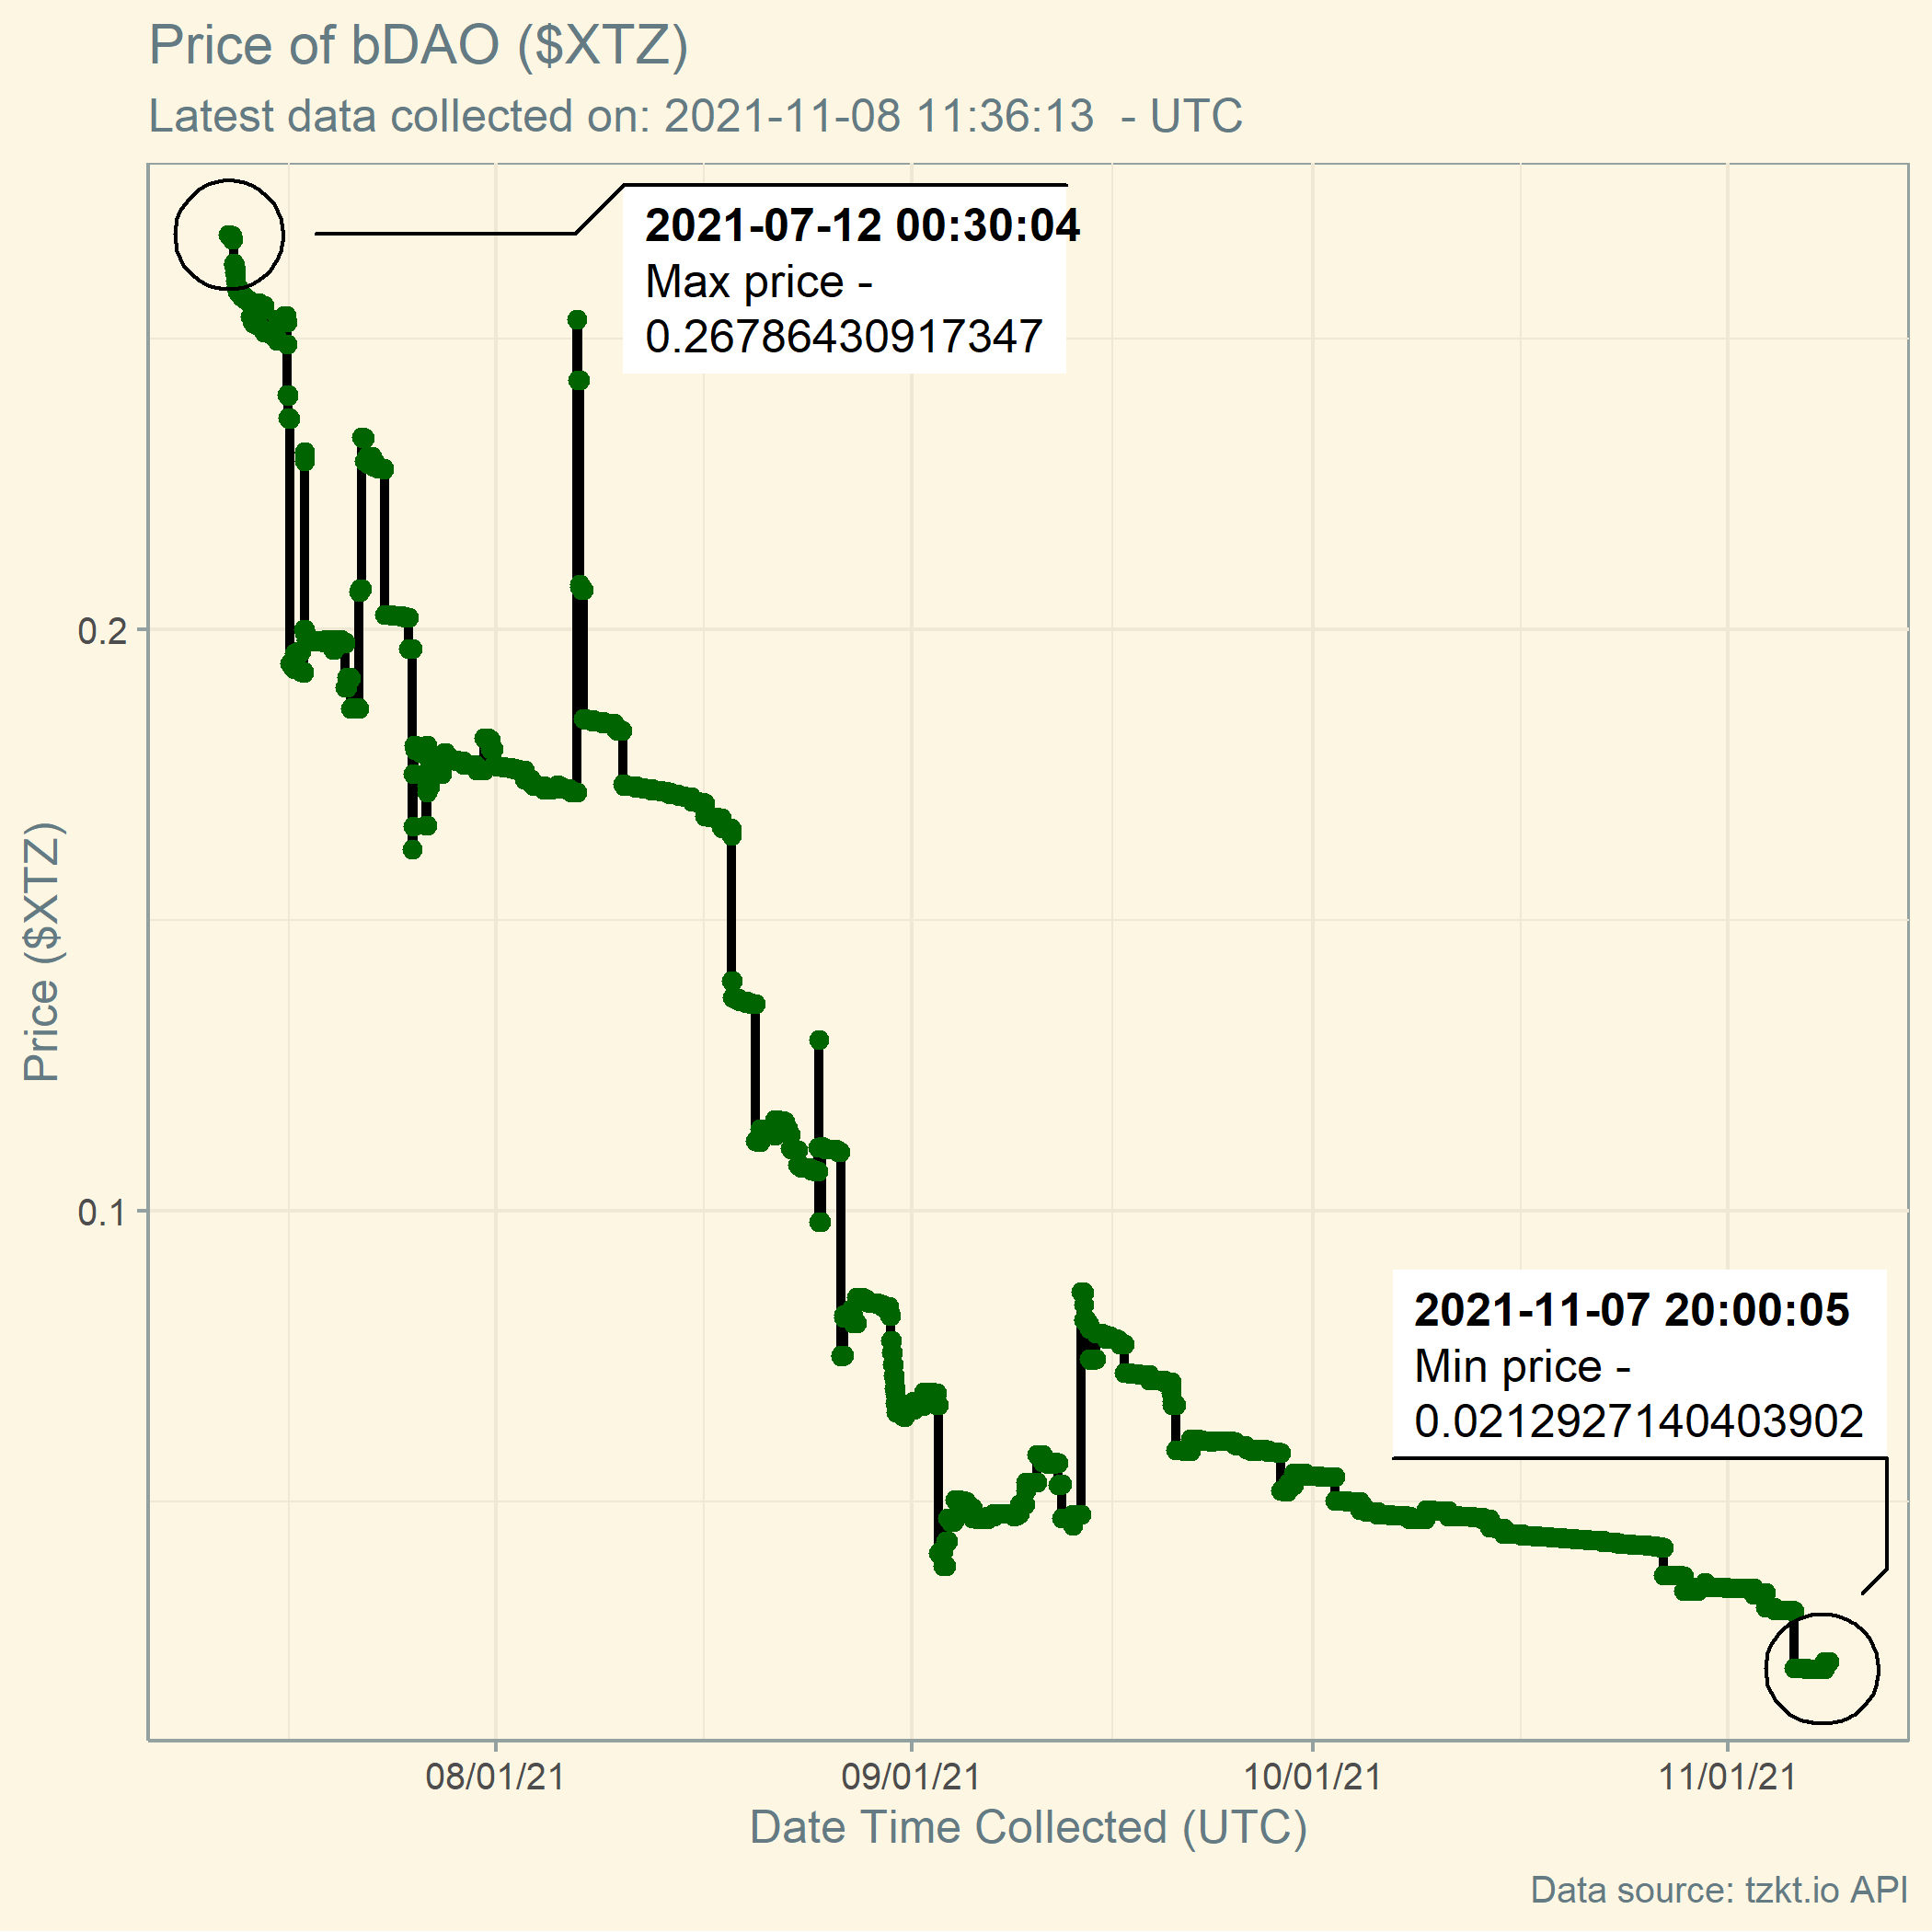 Price of bDAO ($XTZ)
Latest data collected on: 2021-11-08 11:36:13  - UTC
2021-07-12 00:30:04
Max price -
0.26786430917347
0.2
Price ($XTZ)
0.1
2021-11-07 20:00:05
Min price -
0.0212927140403902
08/01/21
09/01/21
10/01/21
11/01/21
Date Time Collected (UTC)
Data source: tzkt.io API